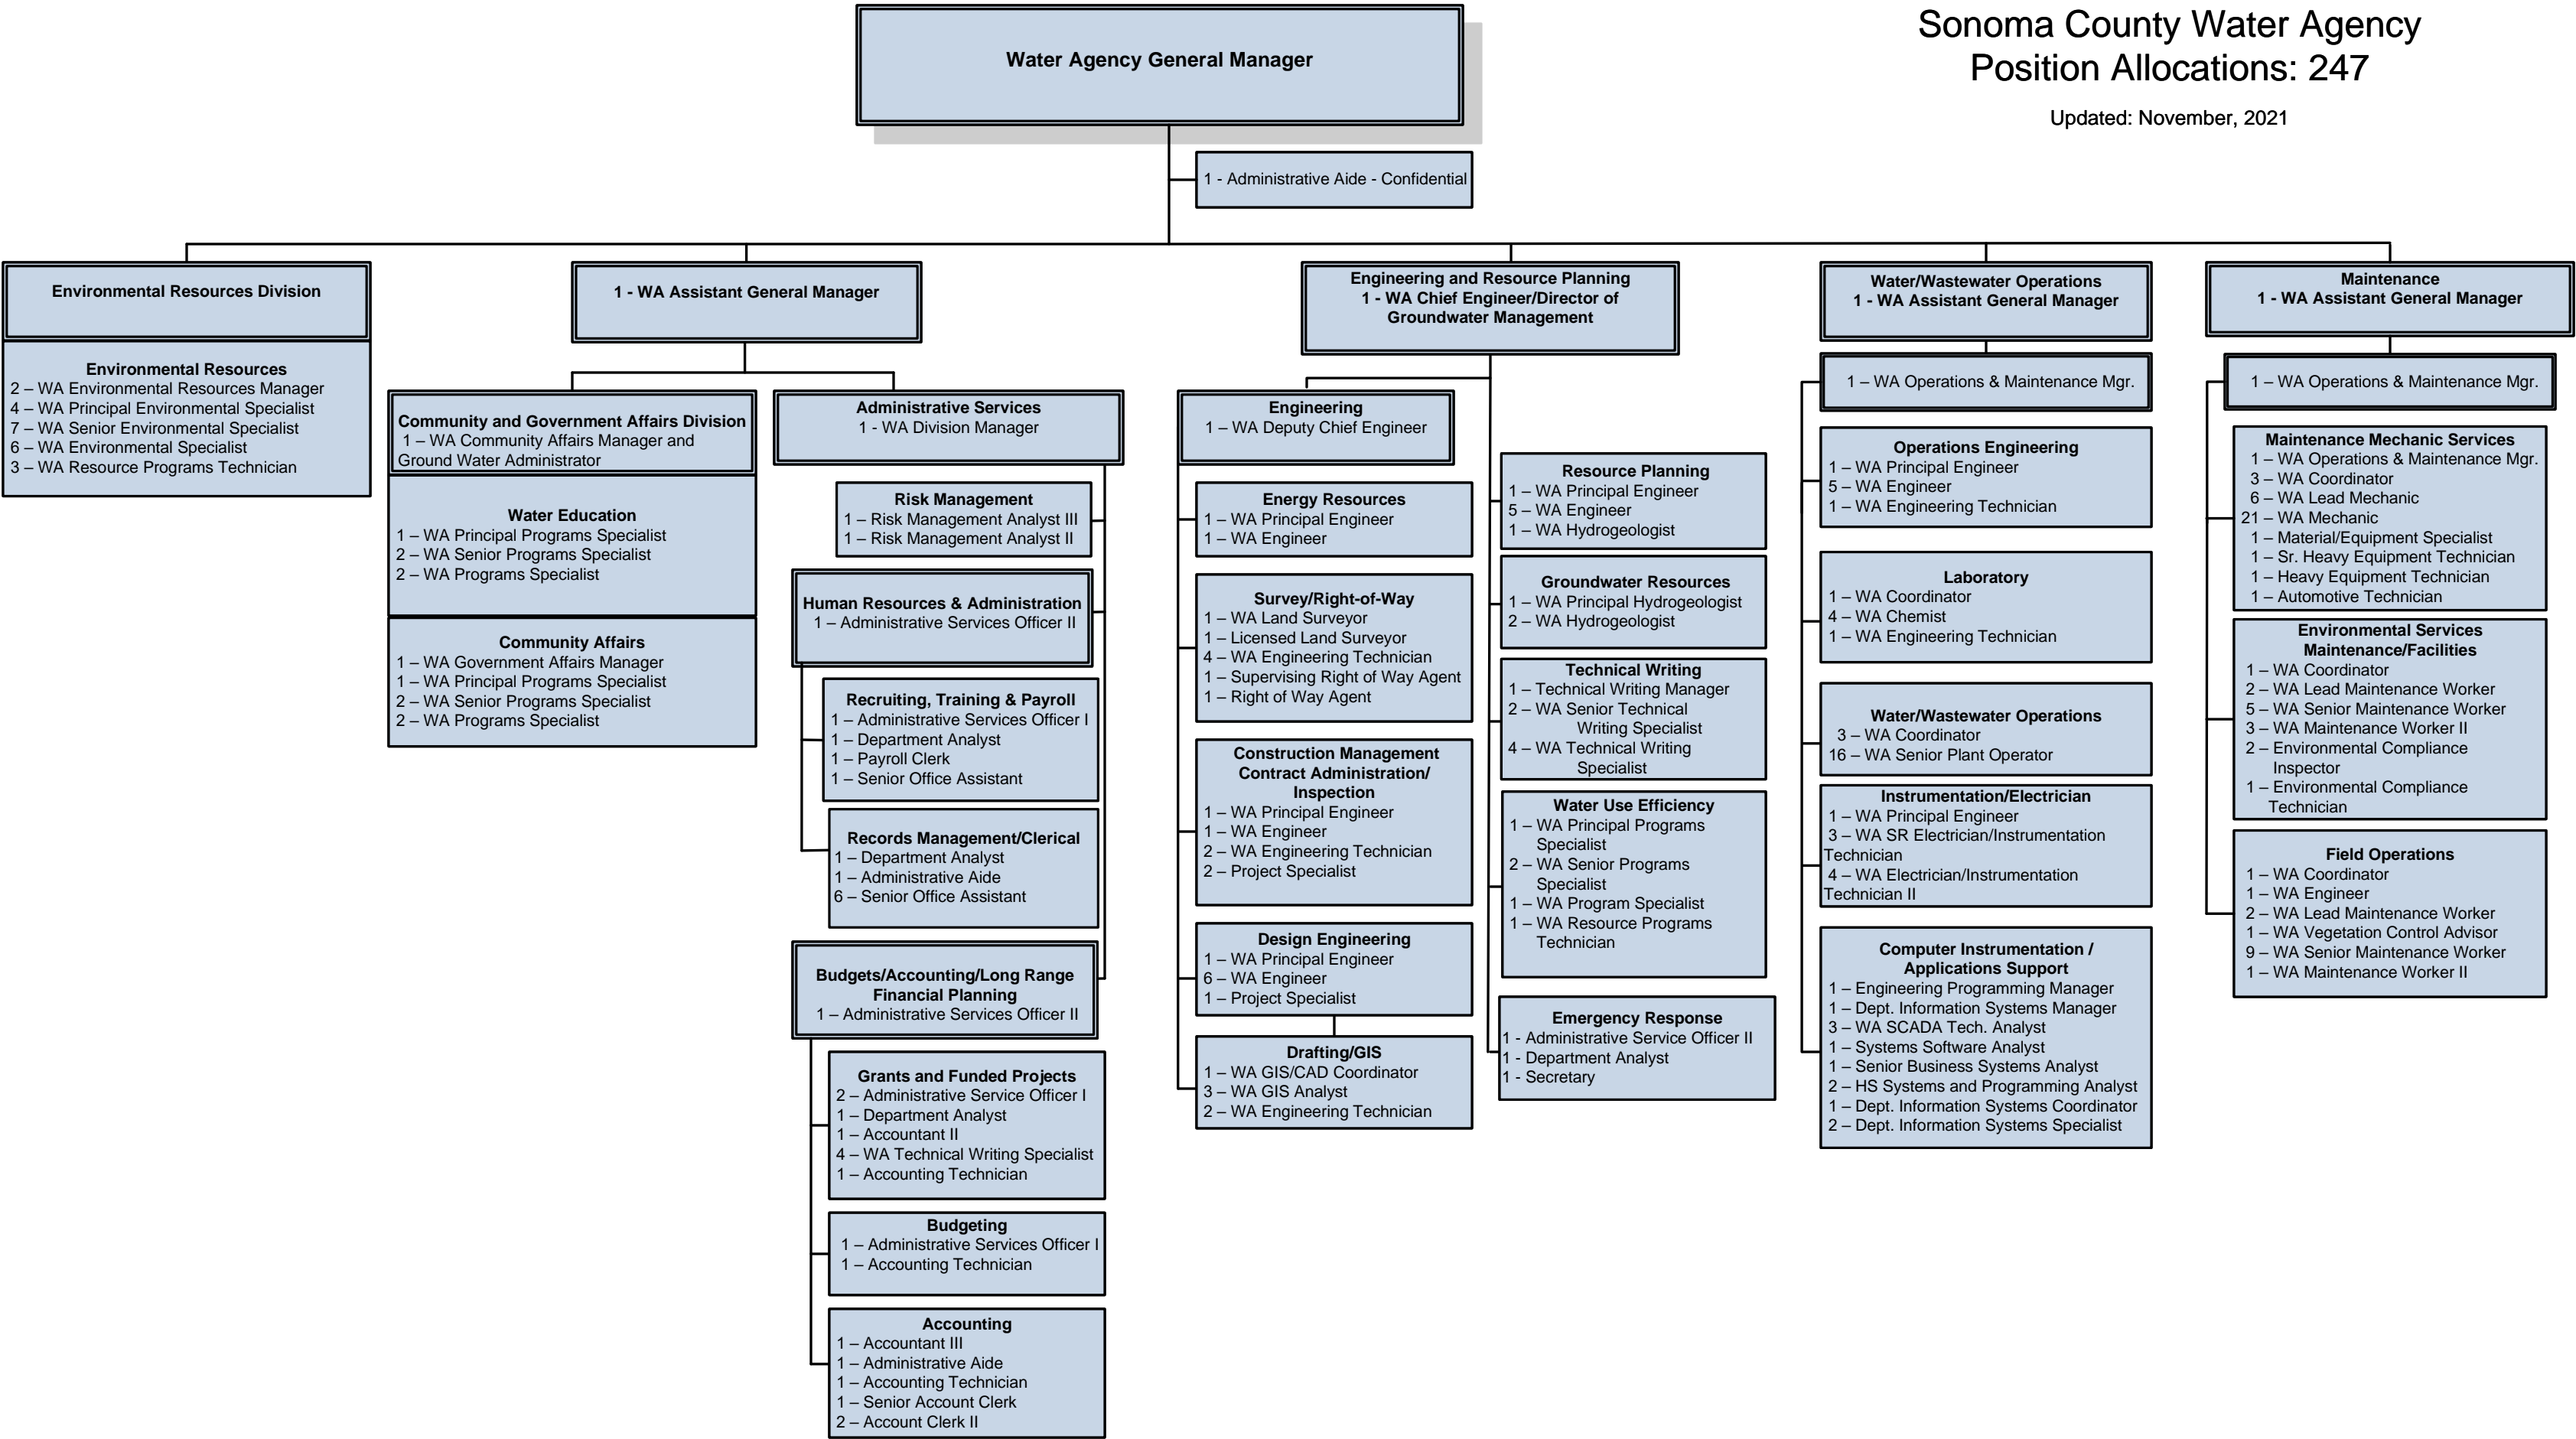 Sonoma County Water Agency
Position Allocations: 247
Updated: November, 2021
Water Agency General Manager
1 - Administrative Aide - Confidential
Environmental Resources Division
Environmental Resources
2 – WA Environmental Resources Manager
4 – WA Principal Environmental Specialist
7 – WA Senior Environmental Specialist
6 – WA Environmental Specialist
3 – WA Resource Programs Technician
1 - WA Assistant General Manager
Community and Government Affairs Division
1 – WA Community Affairs Manager and
Ground Water Administrator
Water Education
1 – WA Principal Programs Specialist
2 – WA Senior Programs Specialist
2 – WA Programs Specialist
Community Affairs
1 – WA Government Affairs Manager
1 – WA Principal Programs Specialist
2 – WA Senior Programs Specialist
2 – WA Programs Specialist
Administrative Services
1 - WA Division Manager
Risk Management
1 – Risk Management Analyst III
1 – Risk Management Analyst II
Human Resources & Administration
1 – Administrative Services Officer II
Recruiting, Training & Payroll
1 – Administrative Services Officer I
1 – Department Analyst
1 – Payroll Clerk
1 – Senior Office Assistant
Records Management/Clerical
1 – Department Analyst
1 – Administrative Aide
6 – Senior Office Assistant
Budgets/Accounting/Long Range
Financial Planning
1 – Administrative Services Officer II
Grants and Funded Projects
2 – Administrative Service Officer I
1 – Department Analyst
1 – Accountant II
4 – WA Technical Writing Specialist
1 – Accounting Technician
Budgeting
1 – Administrative Services Officer I
1 – Accounting Technician
Accounting
1 – Accountant III
1 – Administrative Aide
1 – Accounting Technician
1 – Senior Account Clerk
2 – Account Clerk II
Engineering and Resource Planning
1 - WA Chief Engineer/Director of
Groundwater Management
Engineering
1 – WA Deputy Chief Engineer
Energy Resources
1 – WA Principal Engineer
1 – WA Engineer
Survey/Right-of-Way
1 – WA Land Surveyor
1 – Licensed Land Surveyor
4 – WA Engineering Technician
1 – Supervising Right of Way Agent
1 – Right of Way Agent
Construction Management
Contract Administration/
Inspection
1 – WA Principal Engineer
1 – WA Engineer
2 – WA Engineering Technician
2 – Project Specialist
Design Engineering
1 – WA Principal Engineer
6 – WA Engineer
1 – Project Specialist
Drafting/GIS
1 – WA GIS/CAD Coordinator
3 – WA GIS Analyst
2 – WA Engineering Technician
Resource Planning
1 – WA Principal Engineer
5 – WA Engineer
1 – WA Hydrogeologist
Groundwater Resources
1 – WA Principal Hydrogeologist
2 – WA Hydrogeologist
Technical Writing
1 – Technical Writing Manager
2 – WA Senior Technical
Writing Specialist
4 – WA Technical Writing
Specialist
Water Use Efficiency
1 – WA Principal Programs
Specialist
2 – WA Senior Programs
Specialist
1 – WA Program Specialist
1 – WA Resource Programs
Technician
Emergency Response
1 - Administrative Service Officer II
1 - Department Analyst
1 - Secretary
Water/Wastewater Operations
1 - WA Assistant General Manager
1 – WA Operations & Maintenance Mgr.
Operations Engineering
1 – WA Principal Engineer
5 – WA Engineer
1 – WA Engineering Technician
Laboratory
1 – WA Coordinator
4 – WA Chemist
1 – WA Engineering Technician
Water/Wastewater Operations
3 – WA Coordinator
16 – WA Senior Plant Operator
Instrumentation/Electrician
1 – WA Principal Engineer
3 – WA SR Electrician/Instrumentation
Technician
4 – WA Electrician/Instrumentation
Technician II
Computer Instrumentation /
Applications Support
1 – Engineering Programming Manager
1 – Dept. Information Systems Manager
3 – WA SCADA Tech. Analyst
1 – Systems Software Analyst
1 – Senior Business Systems Analyst
2 – HS Systems and Programming Analyst
1 – Dept. Information Systems Coordinator
2 – Dept. Information Systems Specialist
Maintenance
1 - WA Assistant General Manager
1 – WA Operations & Maintenance Mgr.
Maintenance Mechanic Services
1 – WA Operations & Maintenance Mgr.
3 – WA Coordinator
6 – WA Lead Mechanic
21 – WA Mechanic
1 – Material/Equipment Specialist
1 – Sr. Heavy Equipment Technician
1 – Heavy Equipment Technician
1 – Automotive Technician
Environmental Services
Maintenance/Facilities
1 – WA Coordinator
2 – WA Lead Maintenance Worker
5 – WA Senior Maintenance Worker
3 – WA Maintenance Worker II
2 – Environmental Compliance
Inspector
1 – Environmental Compliance
Technician
Field Operations
1 – WA Coordinator
1 – WA Engineer
2 – WA Lead Maintenance Worker
1 – WA Vegetation Control Advisor
9 – WA Senior Maintenance Worker
1 – WA Maintenance Worker II